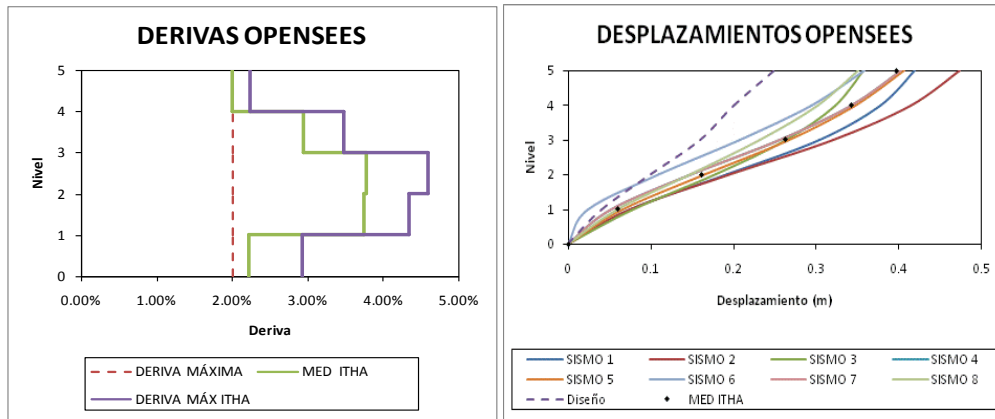 DERIVAS OPENSEES
5
4
3
2
1
0
Nivel
0.00% 1.00% 2.00% 3.00% 4.00% 5.00%
Deriva
DERIVA MÁXIMA MED ITHA
DERIVA MÁX ITHA
DESPLAZAMIENTOS OPENSEES
5
4
3
2
1
0
Nivel
0 0.1 0.2 0.3 0.4 0.5
Desplazamiento (m)
SISMO 1 SISMO 2 SISMO 3 SISMO 4
SISMO 5 SISMO 6 SISMO 7 SISMO 8
Diseño MED ITHA